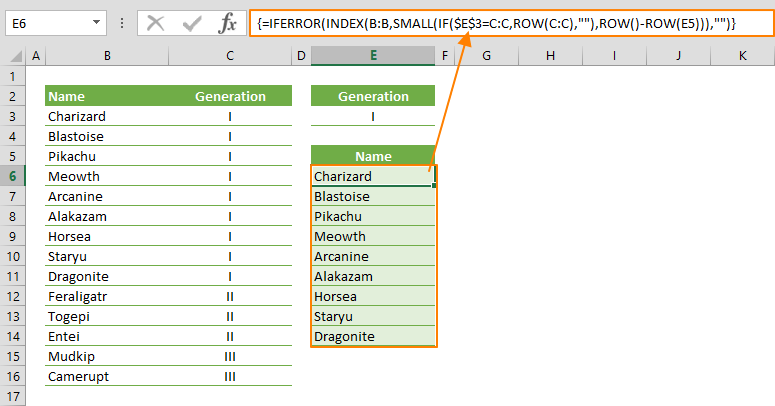 E6 fx {=IFERROR(INDEX(B:B,SMALL(IF($E$3=C:C,ROW(C:C),""),ROW()-ROW(E5))),"")}
A B C D E F G H I J K
1
2 Name Generation Generation
3 Charizard I I
4 Blastoise I
5 Pikachu I Name
6 Meowth I Charizard
7 Arcanine I Blastoise
8 Alakazam I Pikachu
9 Horsea I Meowth
10 Staryu I Arcanine
11 Dragonite I Alakazam
12 Feraligatr II Horsea
13 Togepi II Staryu
14 Entei II Dragonite
15 Mudkip III
16 Camerupt III
17